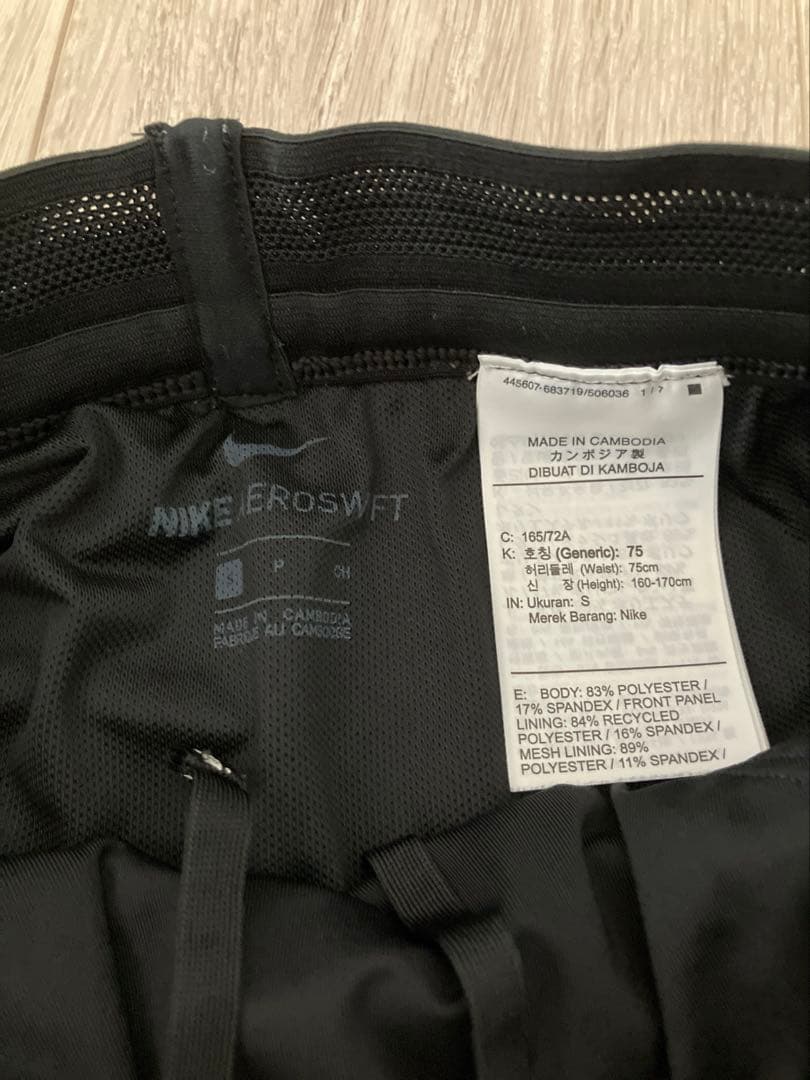 NIKE AEROSWIFT
S P CH
MADE IN CAMBODIA
FABRIQUÉ AU CAMBODGE
445607-683719/506036 1 / 7
MADE IN CAMBODIA
カンボジア製
DIBUAT DI KAMBOJA
C: 165/72A
K: 호칭 (Generic): 75
허리둘레 (Waist): 75cm
신 장 (Height): 160-170cm
IN: Ukuran: S
Merek Barang: Nike
E: BODY: 83% POLYESTER /
17% SPANDEX / FRONT PANEL
LINING: 84% RECYCLED
POLYESTER / 16% SPANDEX /
MESH LINING: 89%
POLYESTER / 11% SPANDEX /